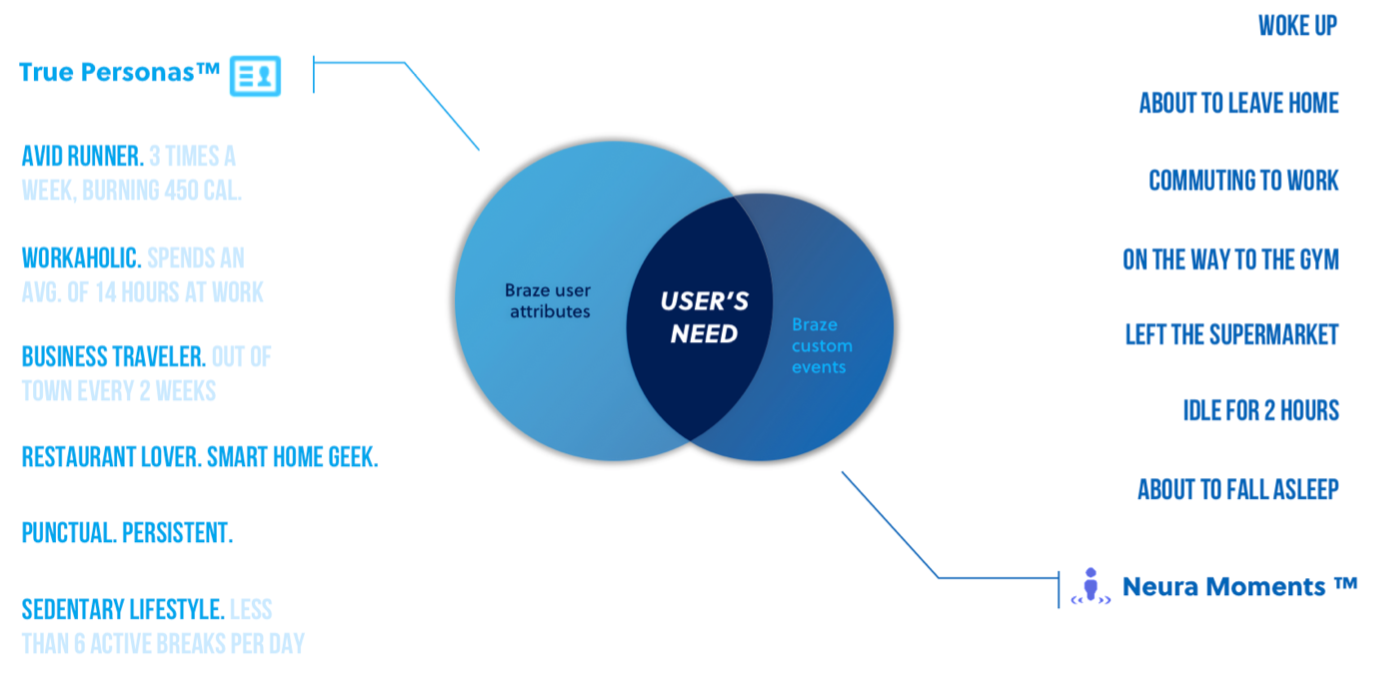 True Personas™
AVID RUNNER. 3 TIMES A
WEEK, BURNING 450 CAL.
WORKAHOLIC. SPENDS AN
AVG. OF 14 HOURS AT WORK
BUSINESS TRAVELER. OUT OF
TOWN EVERY 2 WEEKS
RESTAURANT LOVER. SMART HOME GEEK.
PUNCTUAL. PERSISTENT.
SEDENTARY LIFESTYLE. LESS
THAN 6 ACTIVE BREAKS PER DAY
Braze user
attributes
USER'S
NEED
Braze
custom
events
WOKE UP
ABOUT TO LEAVE HOME
COMMUTING TO WORK
ON THE WAY TO THE GYM
LEFT THE SUPERMARKET
IDLE FOR 2 HOURS
ABOUT TO FALL ASLEEP
Neura Moments ™